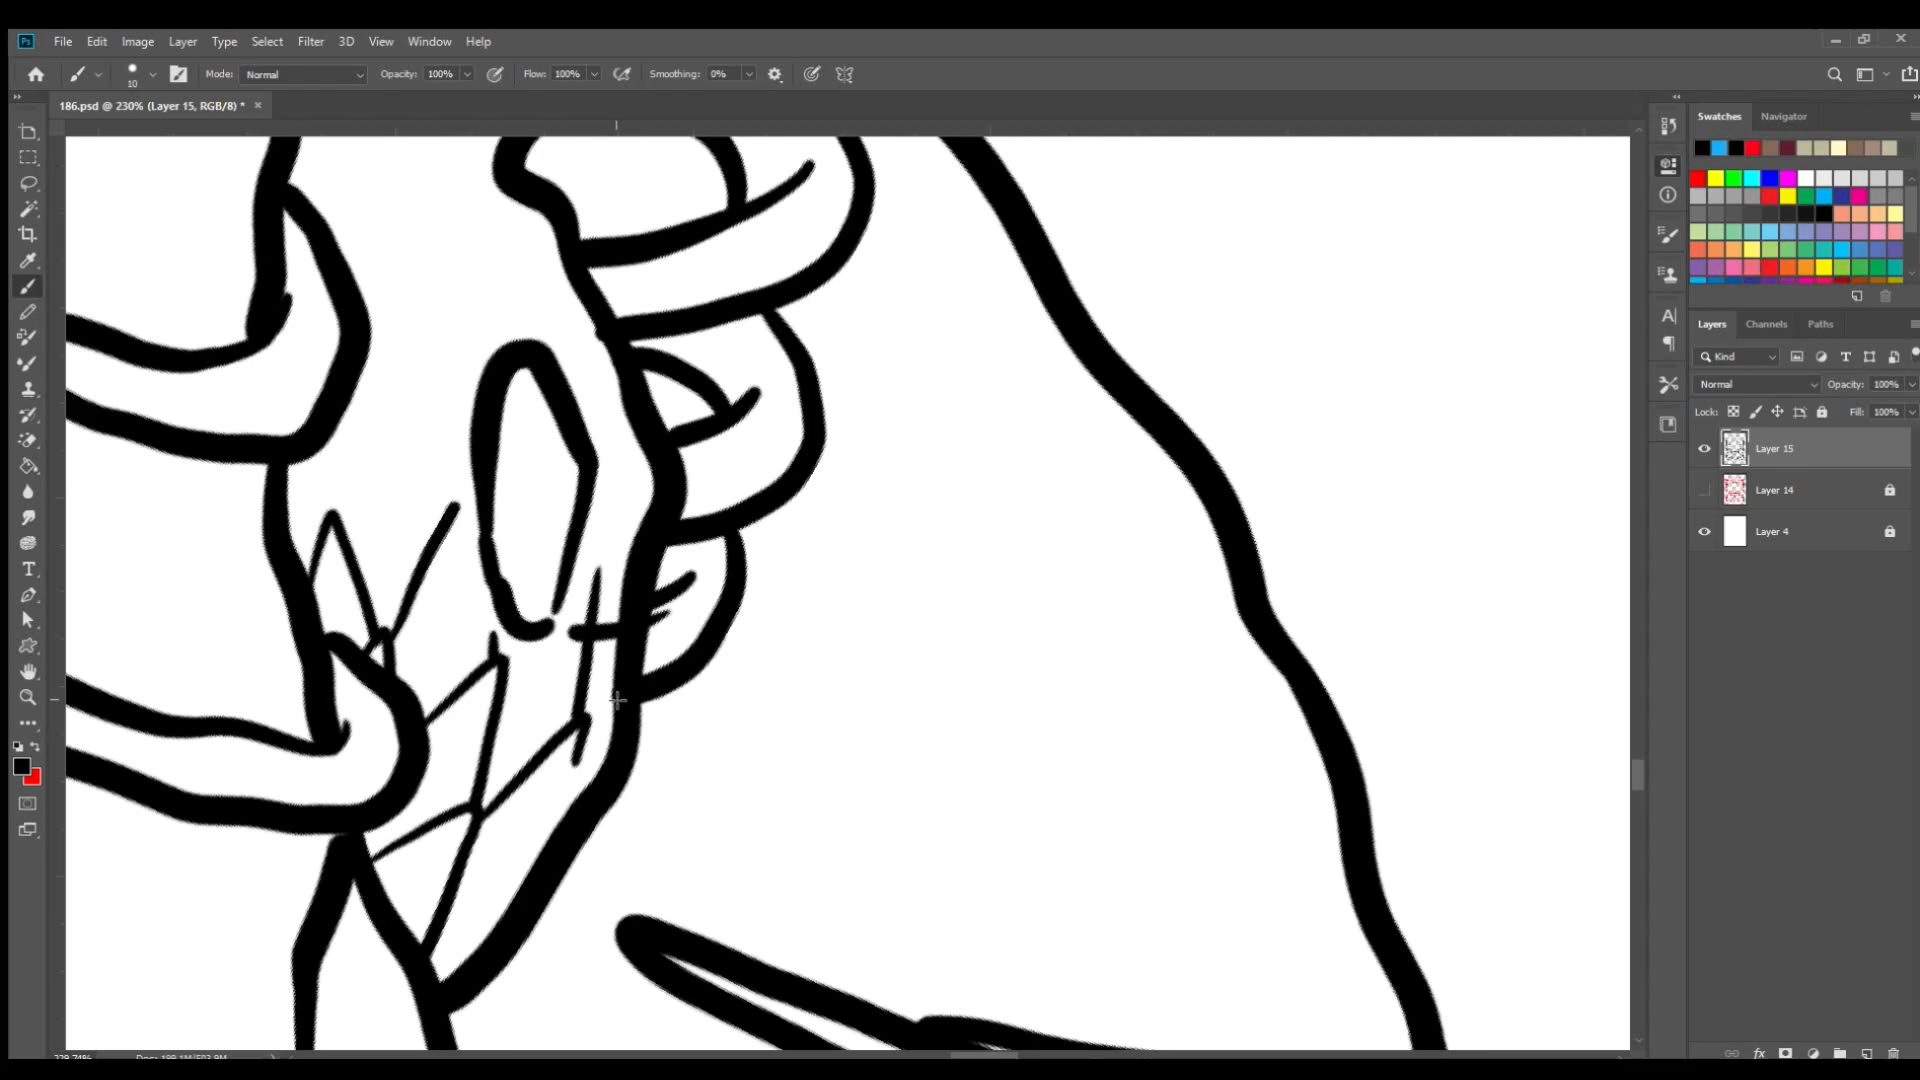 Ps File Edit Image Layer Type Select Filter 3D View Window Help
10 Mode: Normal Opacity: 100% Flow: 100% Smoothing: 0%
186.psd @ 230% (Layer 15, RGB/8) *
Swatches Navigator
Layers Channels Paths
Kind
Normal Opacity: 100%
Lock: Fill: 100%
Layer 15
Layer 14
Layer 4